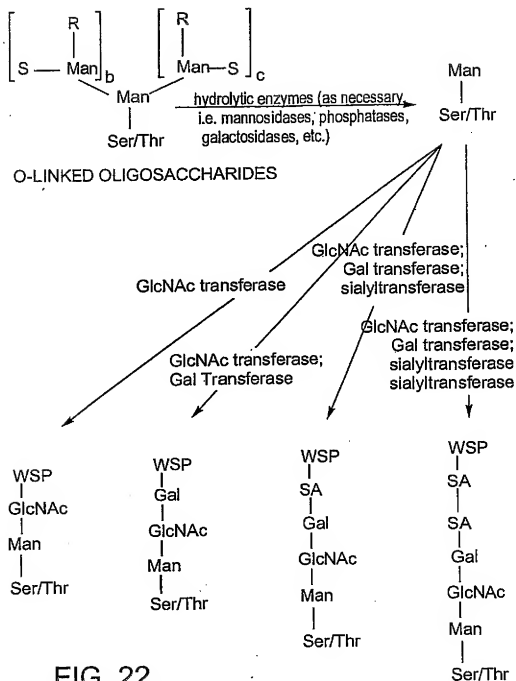 R
R
S
Man
b
Man
S
c
Man
Ser/Thr
hydrolytic enzymes (as necessary
i.e. mannosidases, phosphatases,
galactosidases, etc.)
Man
Ser/Thr
O-LINKED OLIGOSACCHARIDES
GlcNAc transferase
GlcNAc transferase;
Gal Transferase
GlcNAc transferase;
Gal transferase;
sialyltransferase
GlcNAc transferase;
Gal transferase;
sialyltransferase
sialyltransferase
WSP
GlcNAc
Man
Ser/Thr
WSP
Gal
GlcNAc
Man
Ser/Thr
WSP
SA
Gal
GlcNAc
Man
Ser/Thr
WSP
SA
SA
Gal
GlcNAc
Man
Ser/Thr
FIG. 22